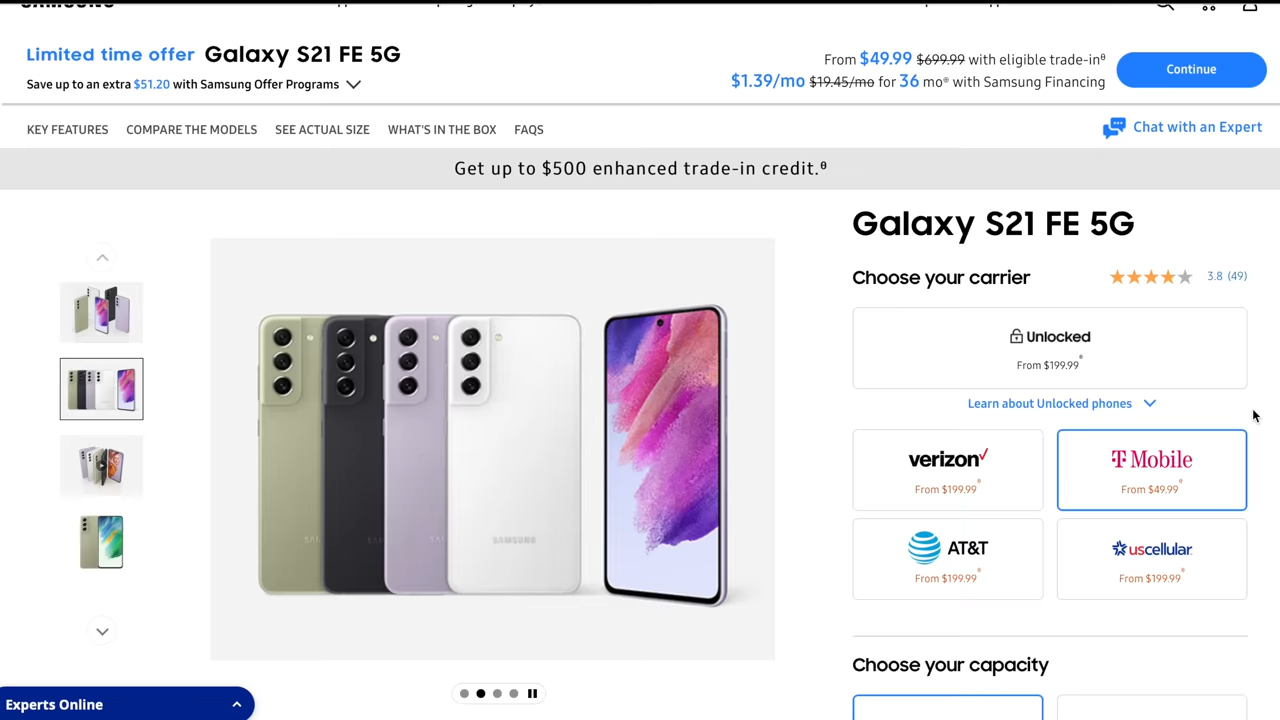 SAMSUNG
Limited time offer Galaxy S21 FE 5G
Save up to an extra $51.20 with Samsung Offer Programs
From $49.99 $699.99 with eligible trade-in⁰
$1.39/mo $19.45/mo for 36 mo⁰ with Samsung Financing
Continue
KEY FEATURES COMPARE THE MODELS SEE ACTUAL SIZE WHAT'S IN THE BOX FAQS
Chat with an Expert
Get up to $500 enhanced trade-in credit.⁰
Galaxy S21 FE 5G
Choose your carrier
3.8 (49)
Unlocked
From $199.99
Learn about Unlocked phones
verizon
From $199.99
T Mobile
From $49.99
AT&T
From $199.99
uscellular
From $199.99
SAMSUNG
Choose your capacity
Experts Online